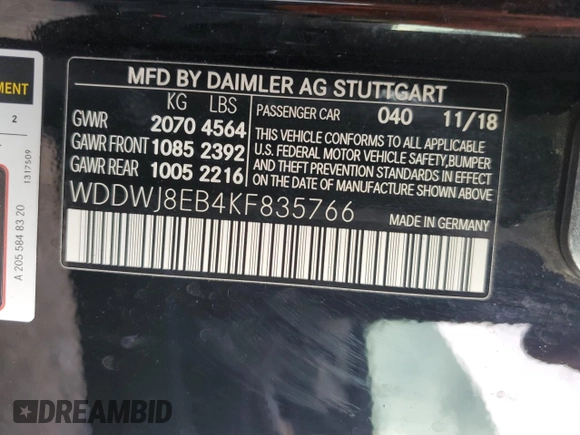 MFD BY DAIMLER AG STUTTGART
KG LBS
GWR 2070 4564
GAWR FRONT 1085 2392
GAWR REAR 1005 2216
PASSENGER CAR 040 11/18
THIS VEHICLE CONFORMS TO ALL APPLICABLE
U.S. FEDERAL MOTOR VEHICLE SAFETY, BUMPER
AND THEFT PREVENTION STANDARDS
IN EFFECT ON THE
DATE OF MANUFACTURE SHOWN ABOVE.
WDDWJ8EB4KF835766
MADE IN GERMANY
MENT
2
1317509
A 205 584 83 20
DREAMBID